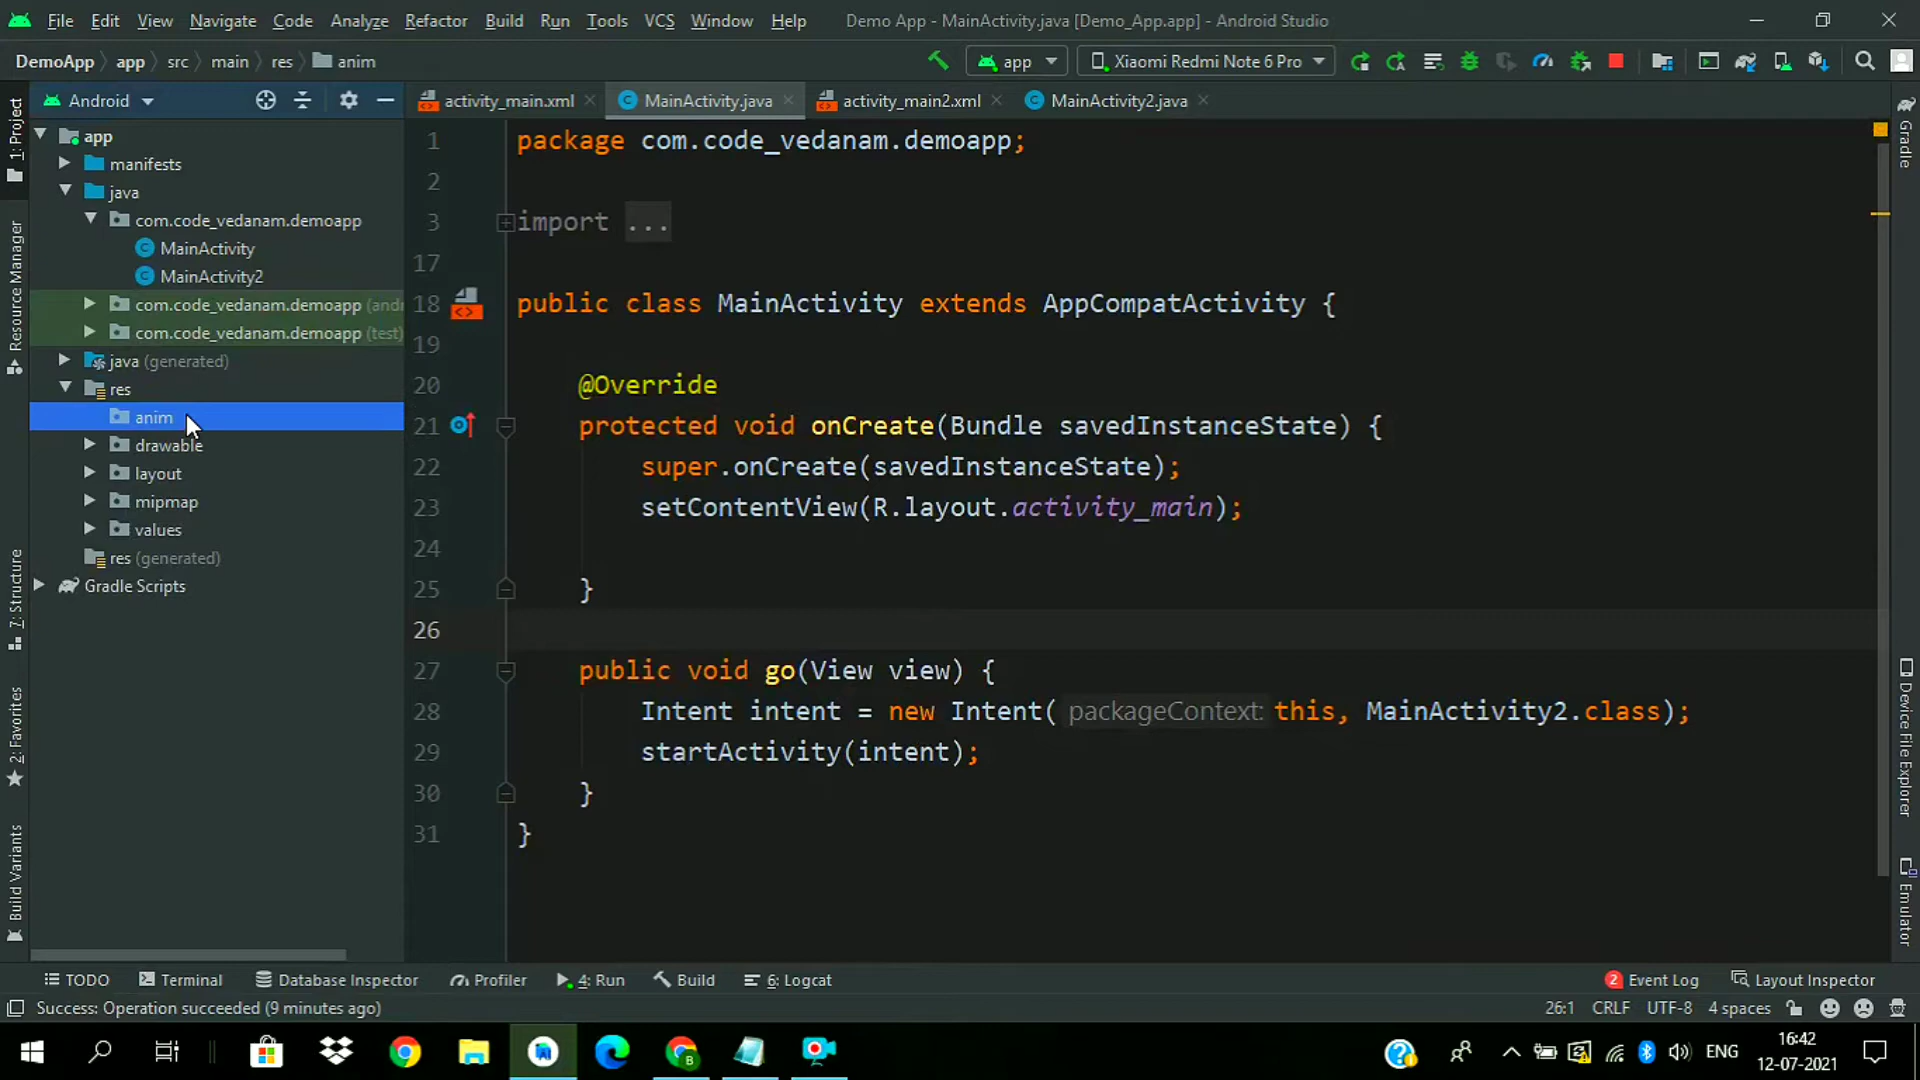 File Edit View Navigate Code Analyze Refactor Build Run Tools VCS Window Help Demo App - MainActivity.java [Demo_App.app] - Android Studio
DemoApp app src main res anim app Xiaomi Redmi Note 6 Pro
Android activity_main.xml MainActivity.java activity_main2.xml MainActivity2.java
1: Project
Resource Manager
7: Structure
2: Favorites
Build Variants
app
manifests
java
com.code_vedanam.demoapp
MainActivity
MainActivity2
com.code_vedanam.demoapp (andr
com.code_vedanam.demoapp (test)
java (generated)
res
anim
drawable
layout
mipmap
values
res (generated)
Gradle Scripts
1 package com.code_vedanam.demoapp;
2
3 import ...
17
18 public class MainActivity extends AppCompatActivity {
19
20 @Override
21 protected void onCreate(Bundle savedInstanceState) {
22 super.onCreate(savedInstanceState);
23 setContentView(R.layout.activity_main);
24
25 }
26
27 public void go(View view) {
28 Intent intent = new Intent( packageContext: this, MainActivity2.class);
29 startActivity(intent);
30 }
31 }
Gradle
Device File Explorer
Emulator
TODO Terminal Database Inspector Profiler 4: Run Build 6: Logcat 2 Event Log Layout Inspector
Success: Operation succeeded (9 minutes ago) 26:1 CRLF UTF-8 4 spaces
ENG 16:42
12-07-2021